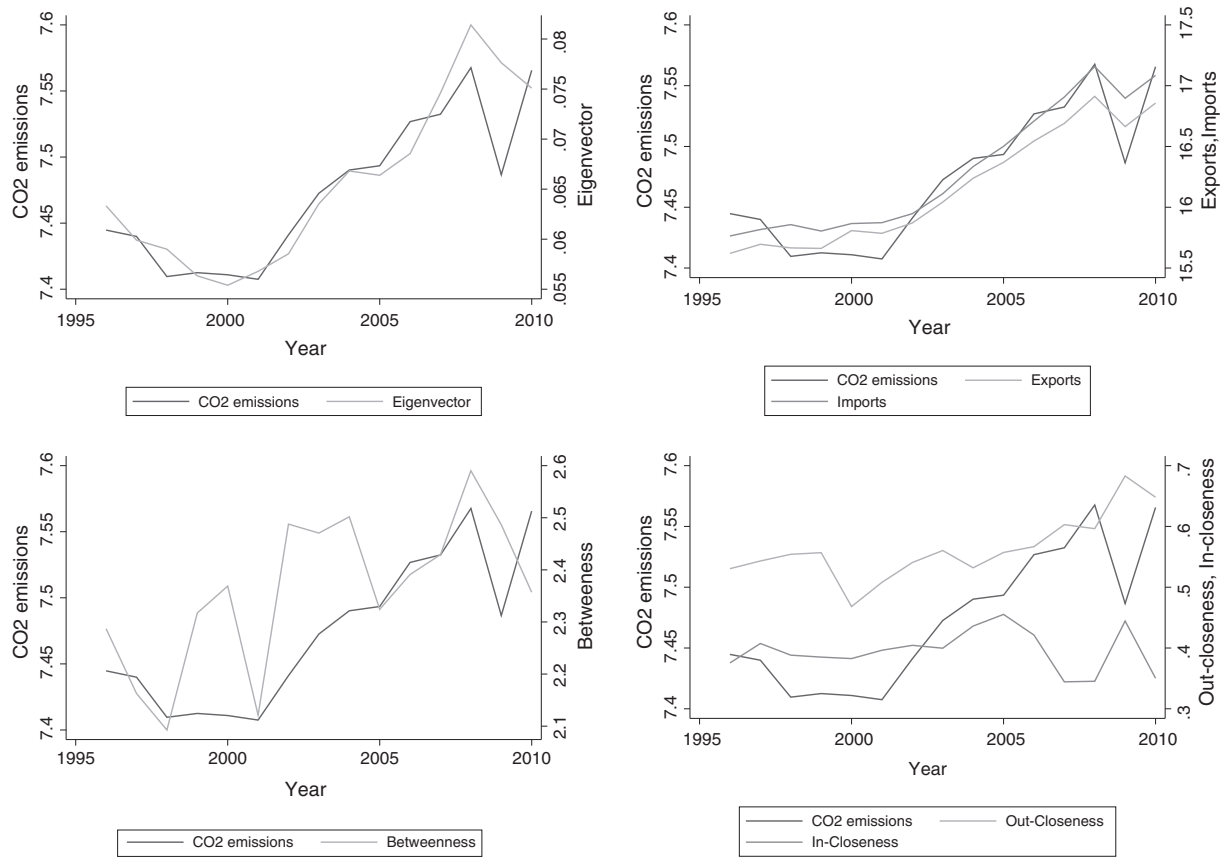 CO2 emissions
7.4 7.45 7.5 7.55 7.6
.055 .06 .065 .07 .075 .08
Eigenvector
1995 2000 2005 2010
Year
CO2 emissions Eigenvector
CO2 emissions
7.4 7.45 7.5 7.55 7.6
15.5 16 16.5 17 17.5
Exports,Imports
1995 2000 2005 2010
Year
CO2 emissions Exports
Imports
CO2 emissions
7.4 7.45 7.5 7.55 7.6
2.1 2.2 2.3 2.4 2.5 2.6
Betweeness
1995 2000 2005 2010
Year
CO2 emissions Betweenness
CO2 emissions
7.4 7.45 7.5 7.55 7.6
.3 .4 .5 .6 .7
Out-closeness, In-closeness
1995 2000 2005 2010
Year
CO2 emissions Out-Closeness
In-Closeness